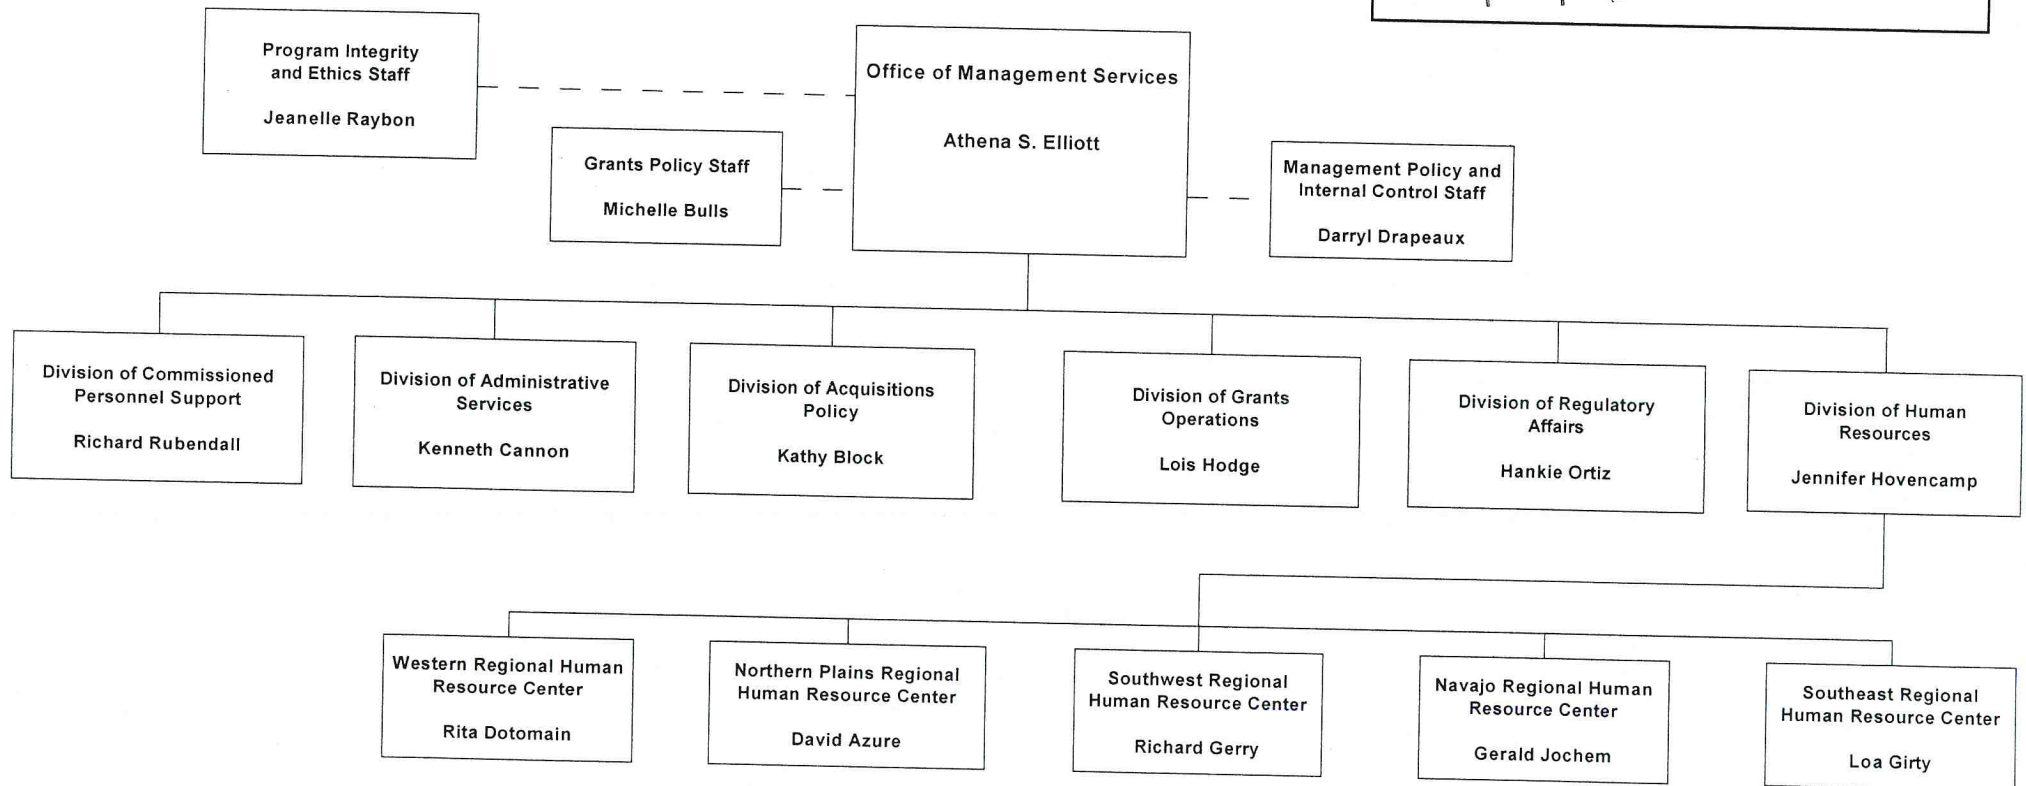 Program Integrity
and Ethics Staff
Jeanelle Raybon
Office of Management Services
Athena S. Elliott
Grants Policy Staff
Michelle Bulls
Management Policy and
Internal Control Staff
Darryl Drapeaux
Division of Commissioned
Personnel Support
Richard Rubendall
Division of Administrative
Services
Kenneth Cannon
Division of Acquisitions
Policy
Kathy Block
Division of Grants
Operations
Lois Hodge
Division of Regulatory
Affairs
Hankie Ortiz
Division of Human
Resources
Jennifer Hovencamp
Western Regional Human
Resource Center
Rita Dotomain
Northern Plains Regional
Human Resource Center
David Azure
Southwest Regional
Human Resource Center
Richard Gerry
Navajo Regional Human
Resource Center
Gerald Jochem
Southeast Regional
Human Resource Center
Loa Girty